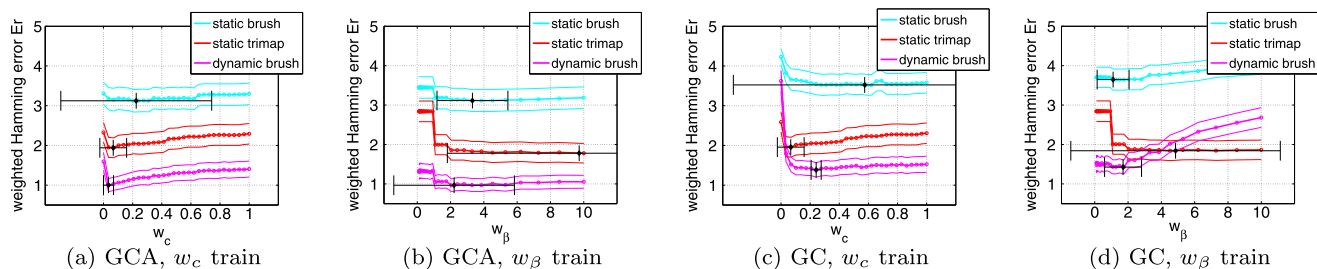 weighted Hamming error Er
5
4
3
2
1
0 0.2 0.4 0.6 0.8 1
w_c
static brush
static trimap
dynamic brush
(a) GCA, w_c train
weighted Hamming error Er
5
4
3
2
1
0 2 4 6 8 10
w_β
static brush
static trimap
dynamic brush
(b) GCA, w_β train
weighted Hamming error Er
5
4
3
2
1
0 0.2 0.4 0.6 0.8 1
w_c
static brush
static trimap
dynamic brush
(c) GC, w_c train
weighted Hamming error Er
5
4
3
2
1
0 2 4 6 8 10
w_β
static brush
static trimap
dynamic brush
(d) GC, w_β train